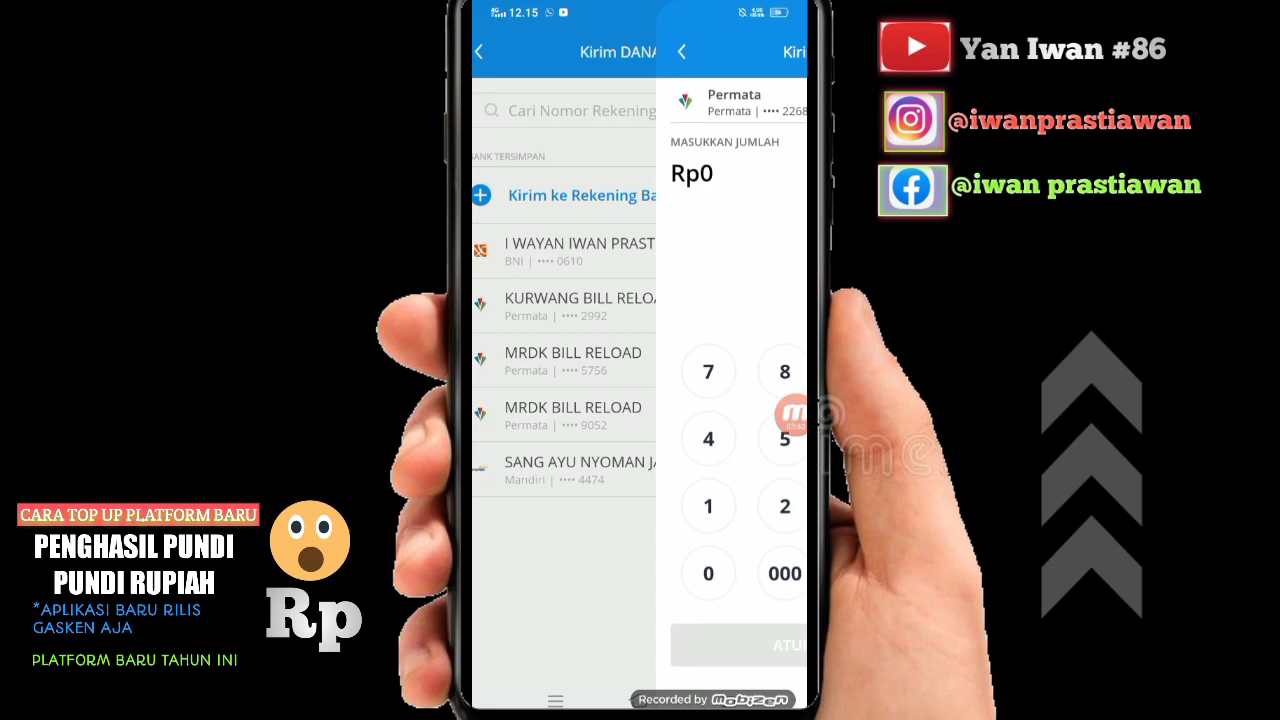 12.15
Kirim DANA
Kiri
Cari Nomor Rekening
BANK TERSIMPAN
Kirim ke Rekening Ba
I WAYAN IWAN PRAST
BNI | •••• 0610
KURWANG BILL RELOA
Permata | •••• 2992
MRDK BILL RELOAD
Permata | •••• 5756
MRDK BILL RELOAD
Permata | •••• 9052
SANG AYU NYOMAN JA
Mandiri | •••• 4474
Permata
Permata | •••• 2268
MASUKKAN JUMLAH
Rp0
7 8
4 5
1 2
0 000
03:40
ATU
Recorded by mobizen
Yan Iwan #86
@iwanprastiawan
@iwan prastiawan
CARA TOP UP PLATFORM BARU
PENGHASIL PUNDI
PUNDI RUPIAH
*APLIKASI BARU RILIS
GASKEN AJA
PLATFORM BARU TAHUN INI
Rp